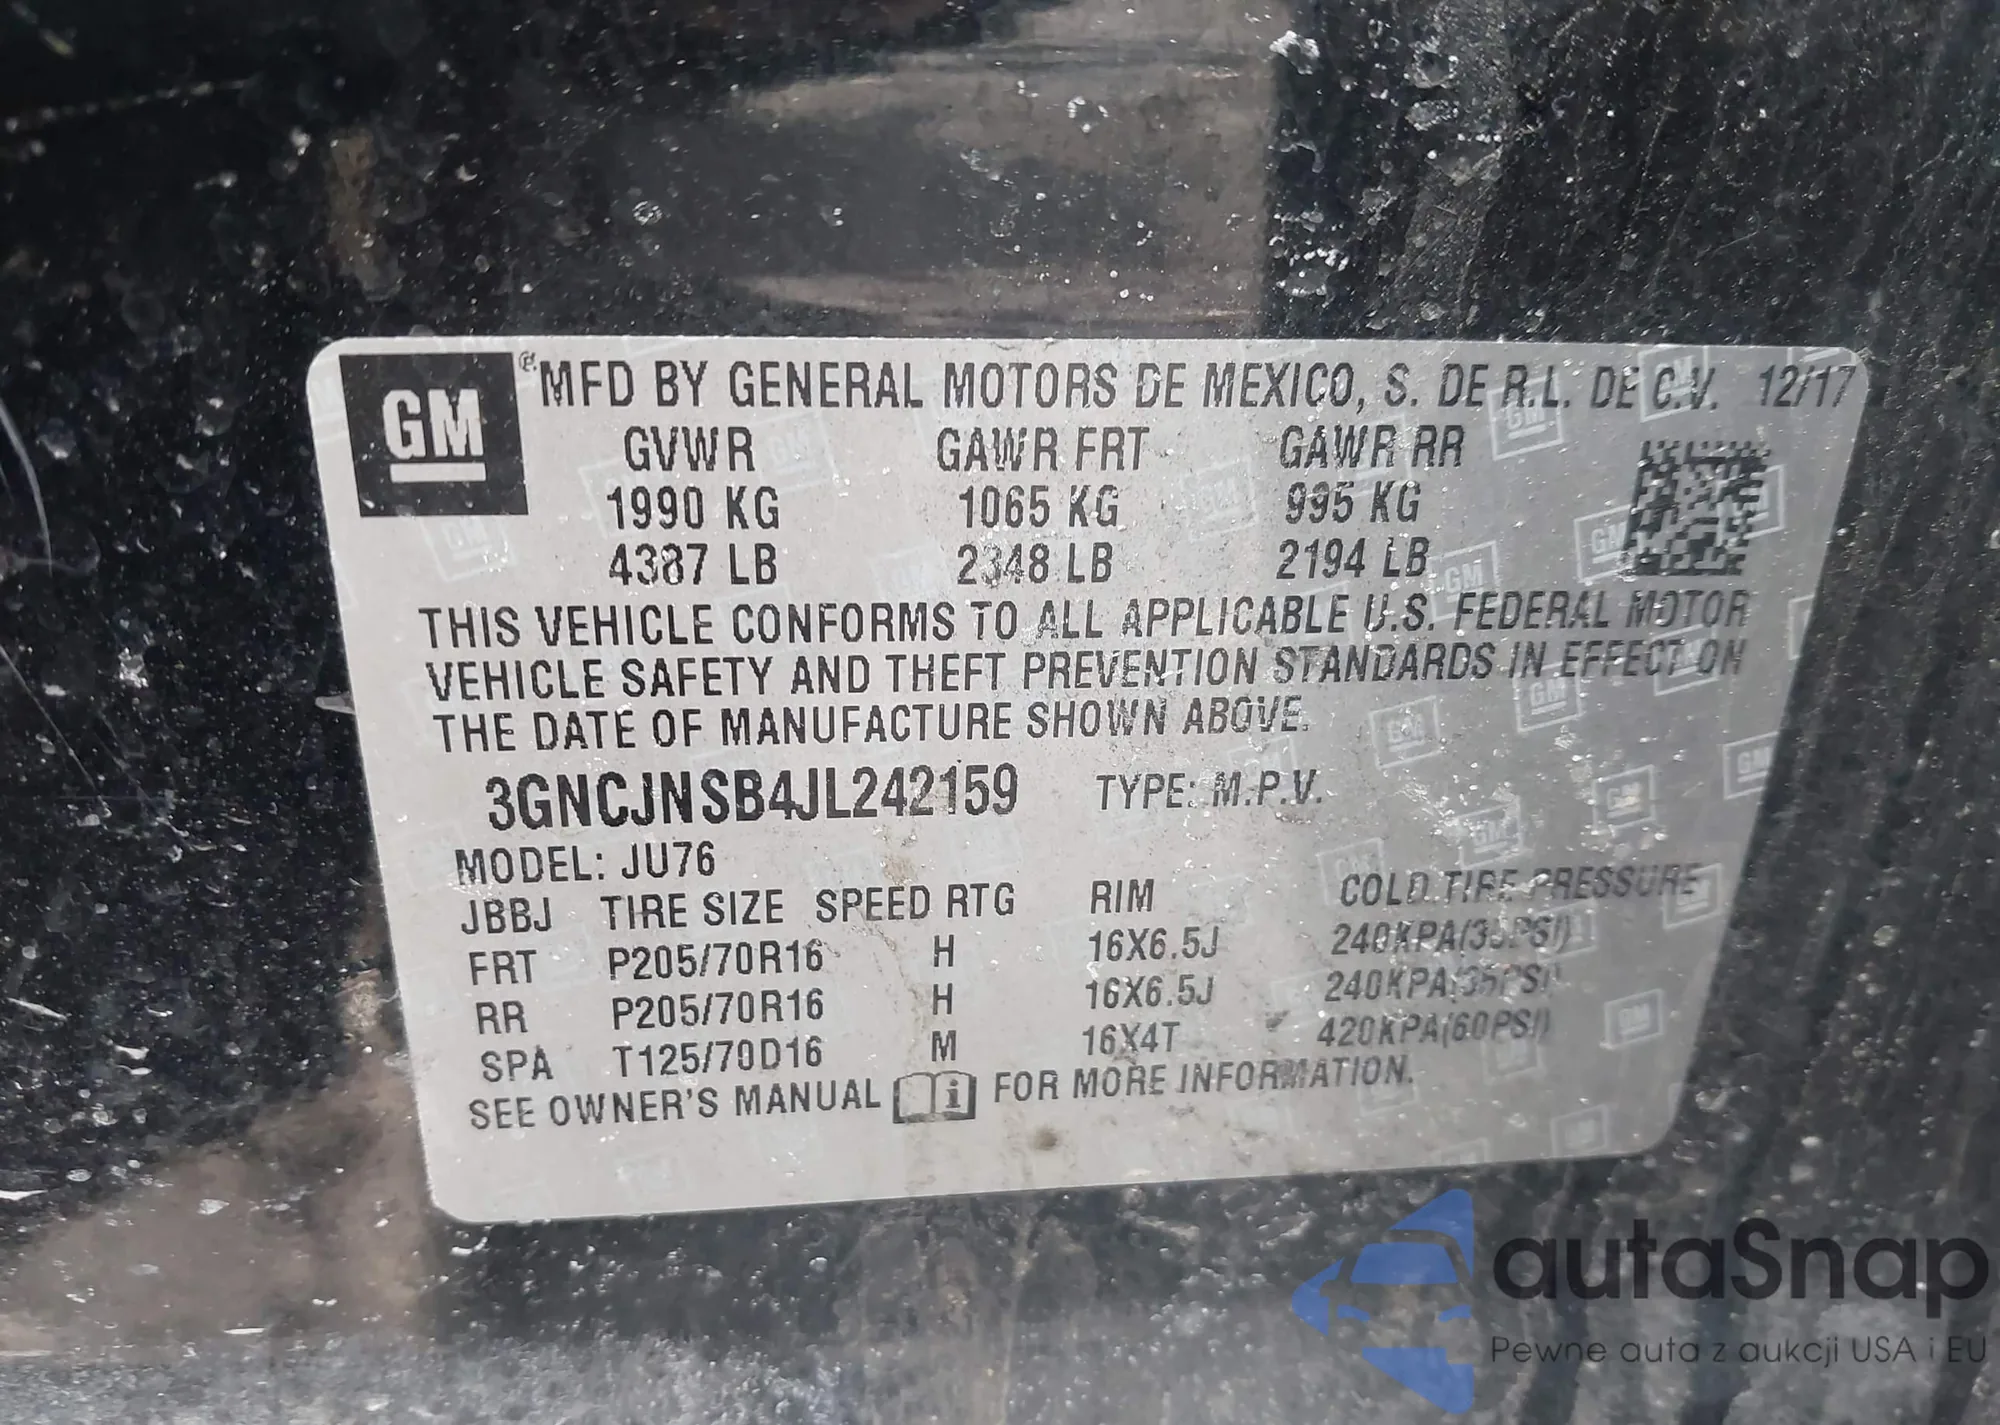 GM
® MFD BY GENERAL MOTORS DE MEXICO, S. DE R.L. DE C.V. 12/17
GVWR GAWR FRT GAWR RR
1990 KG 1065 KG 995 KG
4387 LB 2348 LB 2194 LB
THIS VEHICLE CONFORMS TO ALL APPLICABLE U.S. FEDERAL MOTOR
VEHICLE SAFETY AND THEFT PREVENTION STANDARDS IN EFFECT ON
THE DATE OF MANUFACTURE SHOWN ABOVE.
3GNCJNSB4JL242159 TYPE: M.P.V.
MODEL: JU76
JBBJ TIRE SIZE SPEED RTG RIM COLD TIRE PRESSURE
FRT P205/70R16 H 16X6.5J 240KPA(35PSI)
RR P205/70R16 H 16X6.5J 240KPA(35PSI)
SPA T125/70D16 M 16X4T 420KPA(60PSI)
SEE OWNER'S MANUAL i FOR MORE INFORMATION.
autaSnap
Pewne auta z aukcji USA i EU